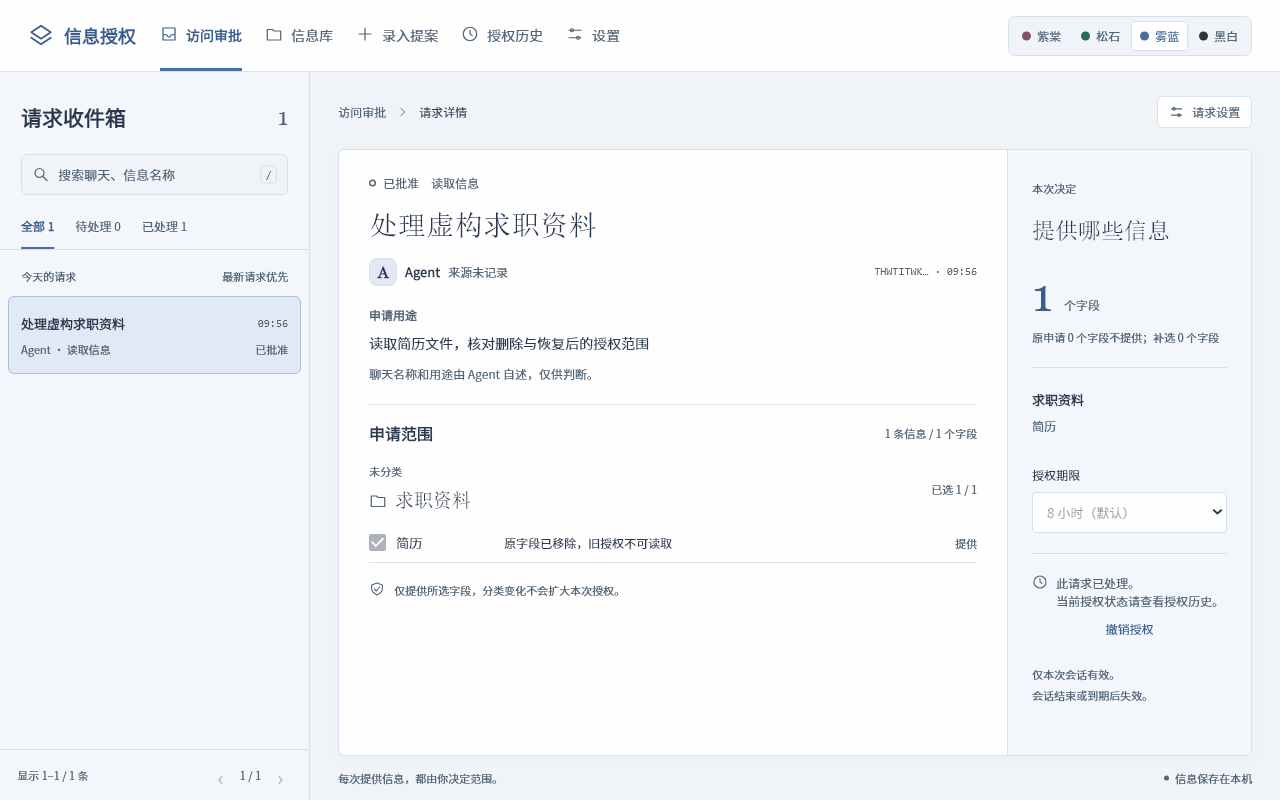 信息授权
访问审批
信息库
录入提案
授权历史
设置
紫棠
松石
雾蓝
黑白
请求收件箱 1
搜索聊天、信息名称 /
全部 1 待处理 0 已处理 1
今天的请求 最新请求优先
处理虚构求职资料 09:56
Agent · 读取信息 已批准
显示 1–1 / 1 条 ‹ 1 / 1 ›
访问审批 > 请求详情
请求设置
已批准 读取信息
处理虚构求职资料
A Agent 来源未记录 THWTITWK… · 09:56
申请用途
读取简历文件，核对删除与恢复后的授权范围
聊天名称和用途由 Agent 自述，仅供判断。
申请范围 1 条信息 / 1 个字段
未分类
求职资料 已选 1 / 1
简历 原字段已移除，旧授权不可读取 提供
仅提供所选字段，分类变化不会扩大本次授权。
本次决定
提供哪些信息
1 个字段
原申请 0 个字段不提供；补选 0 个字段
求职资料
简历
授权期限
8 小时（默认）
此请求已处理。
当前授权状态请查看授权历史。
撤销授权
仅本次会话有效。
会话结束或到期后失效。
每次提供信息，都由你决定范围。
信息保存在本机